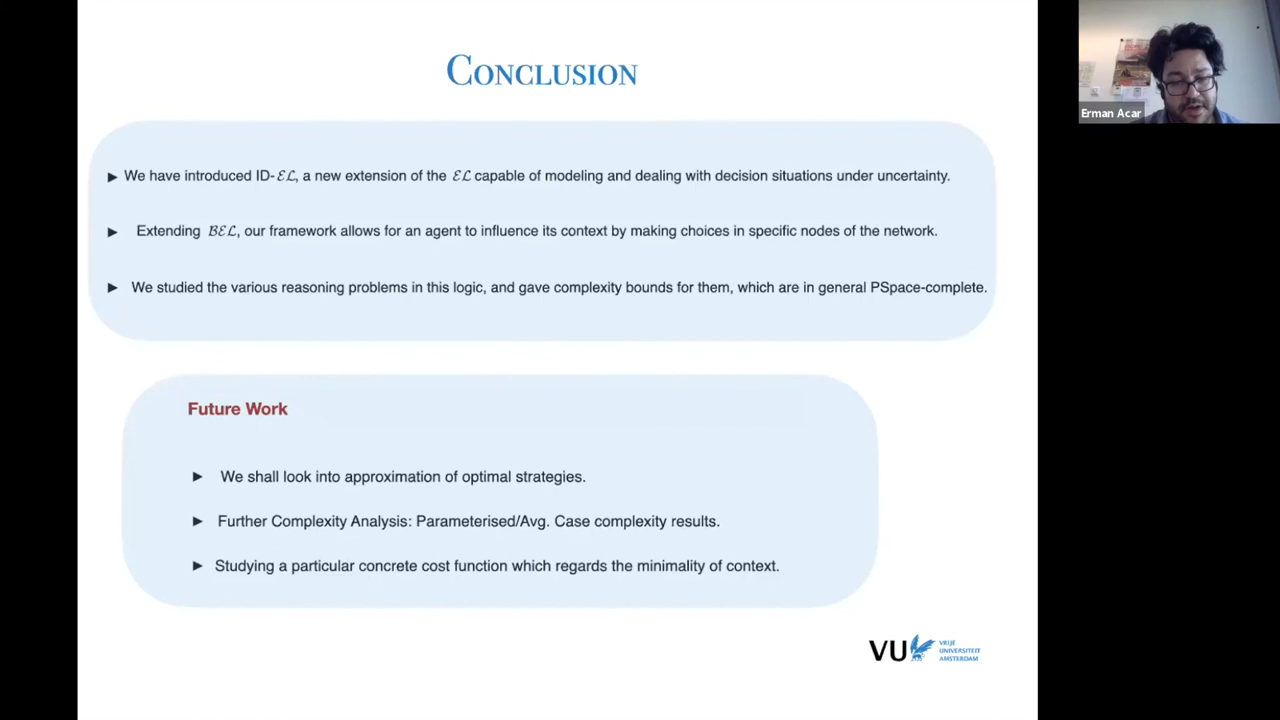 CONCLUSION
► We have introduced ID-ℰℒ, a new extension of the ℰℒ capable of modeling and dealing with decision situations under uncertainty.
► Extending ℬℰℒ, our framework allows for an agent to influence its context by making choices in specific nodes of the network.
► We studied the various reasoning problems in this logic, and gave complexity bounds for them, which are in general PSpace-complete.
Future Work
► We shall look into approximation of optimal strategies.
► Further Complexity Analysis: Parameterised/Avg. Case complexity results.
► Studying a particular concrete cost function which regards the minimality of context.
VU
VRIJE
UNIVERSITEIT
AMSTERDAM
Erman Acar